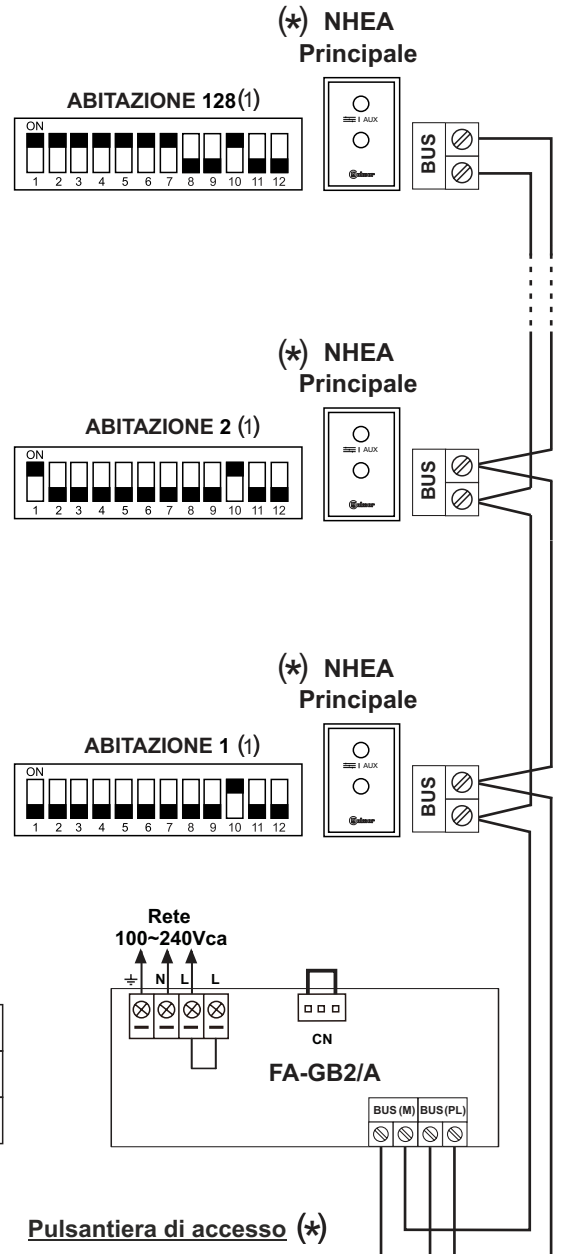 (*) NHEA
Principale
ABITAZIONE 128 (1)
ON
1 2 3 4 5 6 7 8 9 10 11 12
AUX
Golmar
BUS
(*) NHEA
Principale
ABITAZIONE 2 (1)
ON
1 2 3 4 5 6 7 8 9 10 11 12
AUX
Golmar
BUS
(*) NHEA
Principale
ABITAZIONE 1 (1)
ON
1 2 3 4 5 6 7 8 9 10 11 12
AUX
Golmar
BUS
Rete
100~240Vca
N L L
CN
FA-GB2/A
BUS (M) BUS (PL)
Pulsantiera di accesso (*)